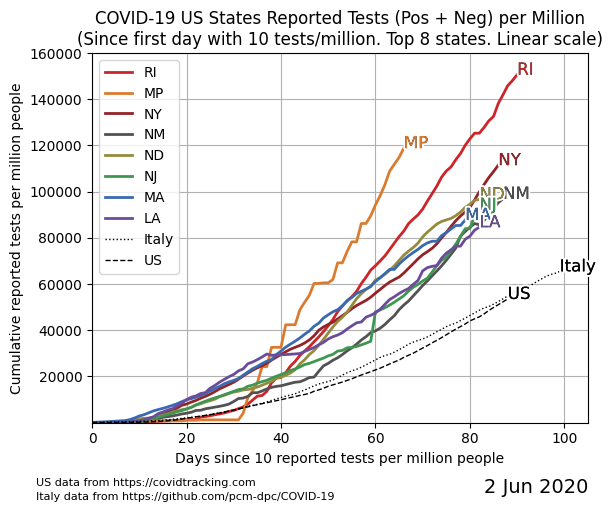 COVID-19 US States Reported Tests (Pos + Neg) per Million
(Since first day with 10 tests/million. Top 8 states. Linear scale)
Cumulative reported tests per million people
160000
140000
120000
100000
80000
60000
40000
20000
RI
MP
NY
NM
ND
NJ
MA
LA
Italy
US
RI
MP
NY
ND
NM
NJ
MA
LA
Italy
US
0
20
40
60
80
100
Days since 10 reported tests per million people
US data from https://covidtracking.com
Italy data from https://github.com/pcm-dpc/COVID-19
2 Jun 2020